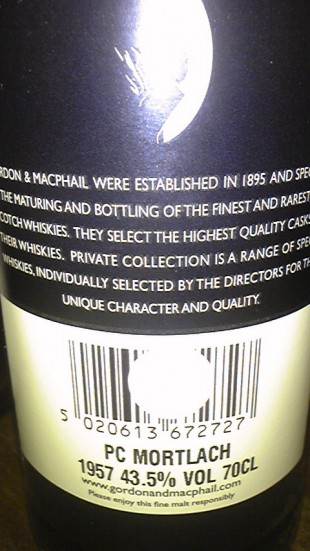 RDON & MACPHAIL WERE ESTABLISHED IN 1895 AND SPEC
THE MATURING AND BOTTLING OF THE FINEST AND RAREST
COTCH WHISKIES. THEY SELECT THE HIGHEST QUALITY CASKS
THEIR WHISKIES. PRIVATE COLLECTION IS A RANGE OF SPE
WHISKIES, INDIVIDUALLY SELECTED BY THE DIRECTORS FOR TH
UNIQUE CHARACTER AND QUALITY.
5 020613 672727
PC MORTLACH
1957 43.5% VOL 70CL
www.gordonandmacphail.com
Please enjoy this fine malt responsibly